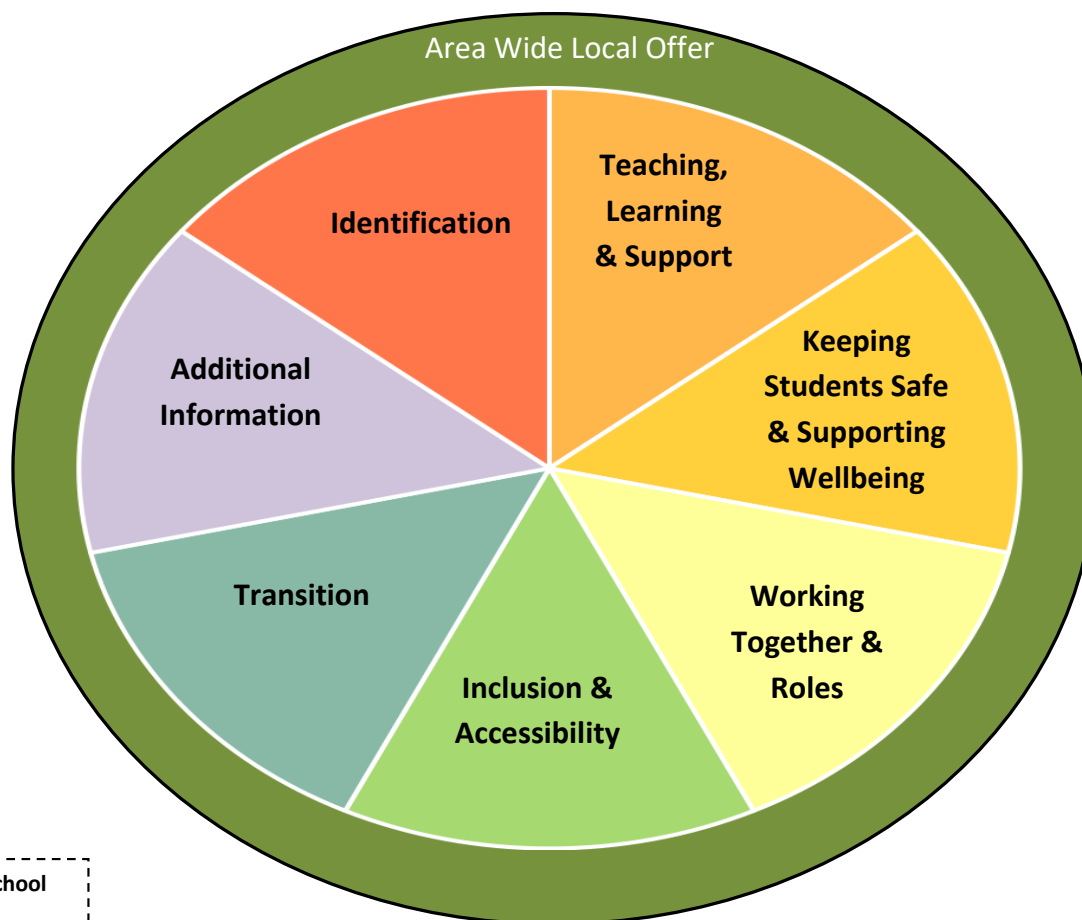 Area Wide Local Offer
Teaching,
Learning
& Support
Identification
Keeping
Students Safe
& Supporting
Wellbeing
Additional
Information
Working
Together &
Roles
Transition
Inclusion &
Accessibility